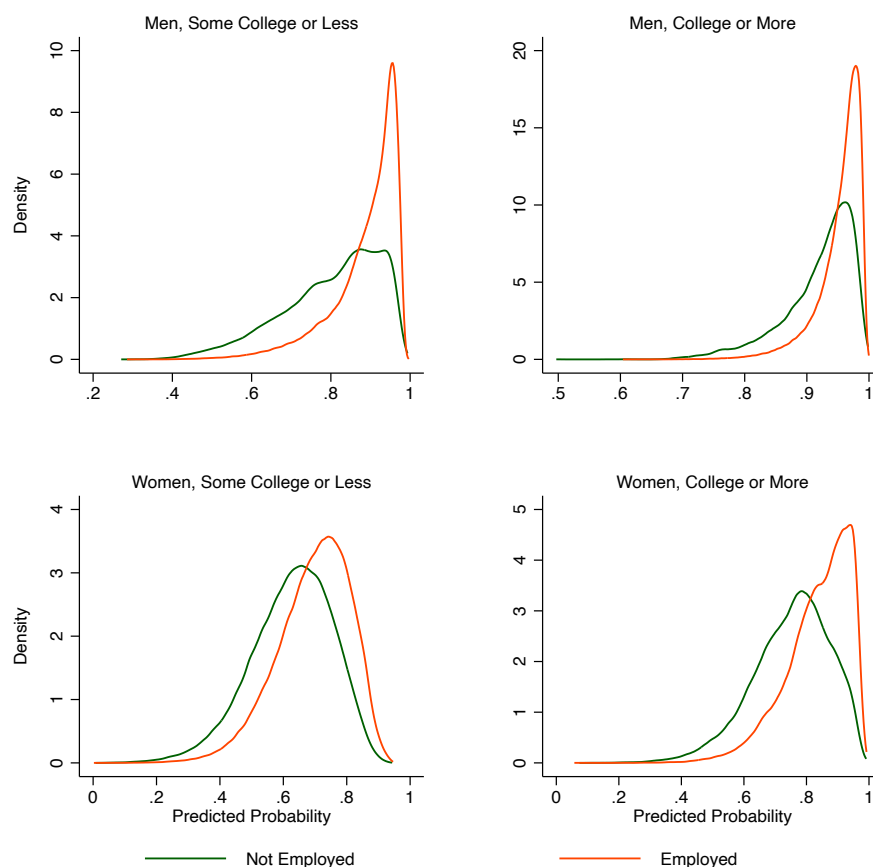 Men, Some College or Less
Density
10
8
6
4
2
0
.2 .4 .6 .8 1
Men, College or More
20
15
10
5
0
.5 .6 .7 .8 .9 1
Women, Some College or Less
Density
4
3
2
1
0
0 .2 .4 .6 .8 1
Predicted Probability
Women, College or More
5
4
3
2
1
0
0 .2 .4 .6 .8 1
Predicted Probability
Not Employed
Employed